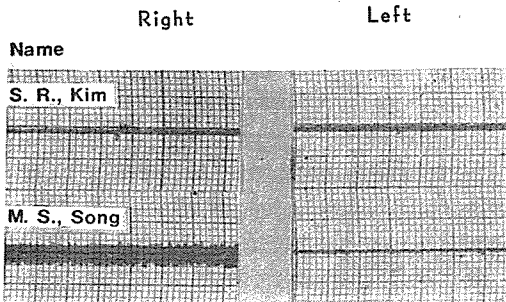 Right Left
Name
S. R., Kim
M. S., Song